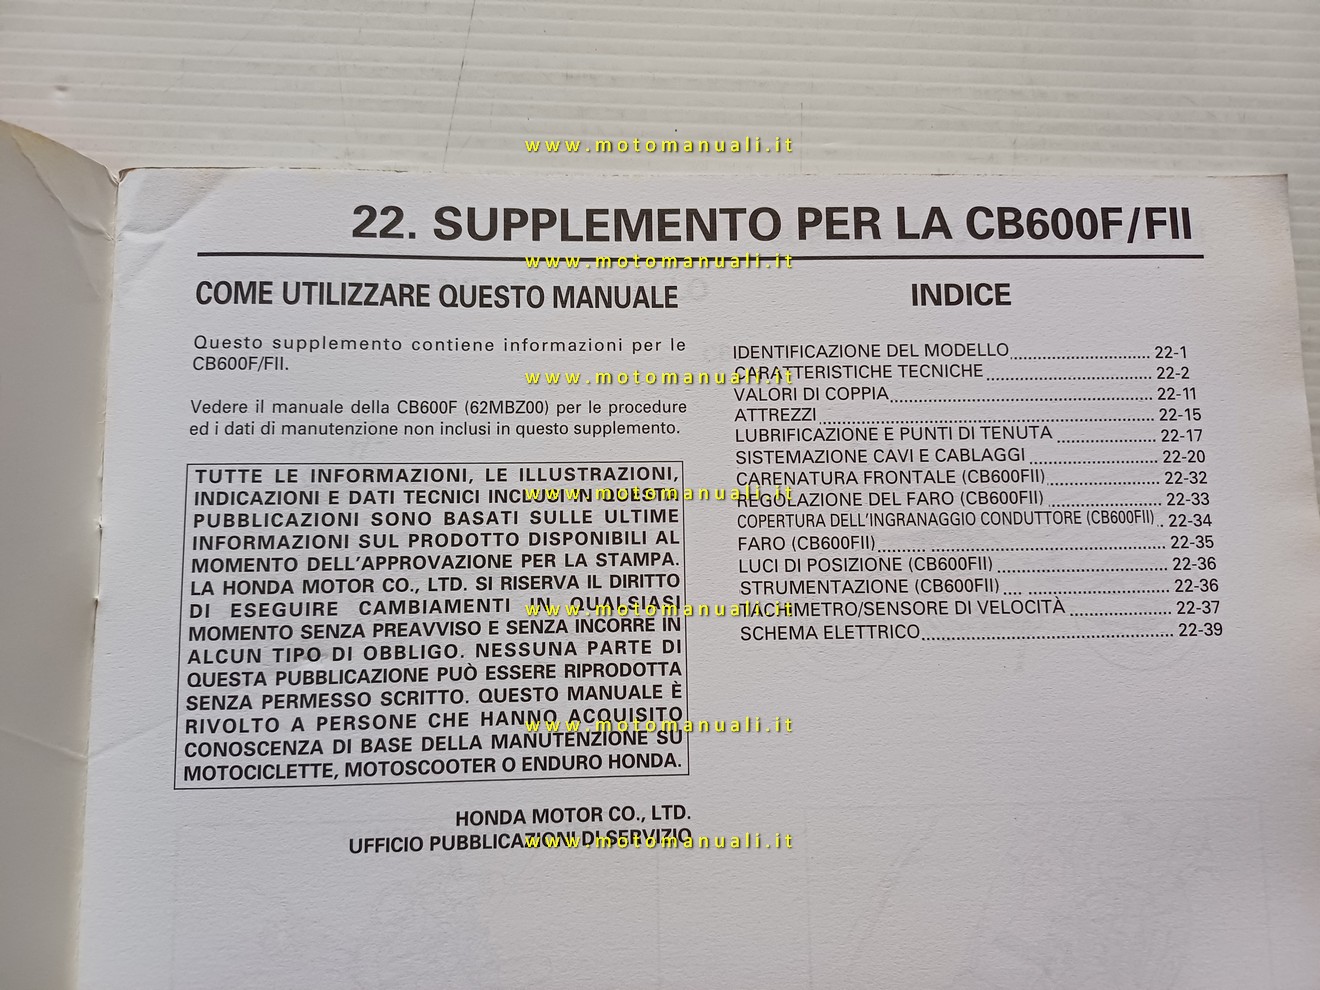 www.motomanuali.it
22. SUPPLEMENTO PER LA CB600F/FII
www.motomanuali.it
COME UTILIZZARE QUESTO MANUALE
Questo supplemento contiene informazioni per le
CB600F/FII.
www.motomanuali.it
Vedere il manuale della CB600F (62MBZ00) per le procedure
ed i dati di manutenzione non inclusi in questo supplemento.
TUTTE LE INFORMAZIONI, LE ILLUSTRAZIONI,
INDICAZIONI E DATI TECNICI INCLUSI IN QUESTE
www.motomanuali.it
PUBBLICAZIONI SONO BASATI SULLE ULTIME
INFORMAZIONI SUL PRODOTTO DISPONIBILI AL
MOMENTO DELL'APPROVAZIONE PER LA STAMPA.
LA HONDA MOTOR CO., LTD. SI RISERVA IL DIRITTO
DI ESEGUIRE CAMBIAMENTI IN QUALSIASI
www.motomanuali.it
MOMENTO SENZA PREAVVISO E SENZA INCORRE IN
ALCUN TIPO DI OBBLIGO. NESSUNA PARTE DI
QUESTA PUBBLICAZIONE PUÒ ESSERE RIPRODOTTA
SENZA PERMESSO SCRITTO. QUESTO MANUALE È
RIVOLTO A PERSONE CHE HANNO ACQUISITO
www.motomanuali.it
CONOSCENZA DI BASE DELLA MANUTENZIONE SU
MOTOCICLETTE, MOTOSCOOTER O ENDURO HONDA.
HONDA MOTOR CO., LTD.
UFFICIO PUBBLICAZIONI DI SERVIZIO
www.motomanuali.it
INDICE
IDENTIFICAZIONE DEL MODELLO 22-1
CARATTERISTICHE TECNICHE 22-2
VALORI DI COPPIA 22-11
ATTREZZI 22-15
LUBRIFICAZIONE E PUNTI DI TENUTA 22-17
SISTEMAZIONE CAVI E CABLAGGI 22-20
CARENATURA FRONTALE (CB600FII) 22-32
REGOLAZIONE DEL FARO (CB600FII) 22-33
COPERTURA DELL'INGRANAGGIO CONDUTTORE (CB600FII) 22-34
FARO (CB600FII) 22-35
LUCI DI POSIZIONE (CB600FII) 22-36
STRUMENTAZIONE (CB600FII) 22-36
TACHIMETRO/SENSORE DI VELOCITÀ 22-37
SCHEMA ELETTRICO 22-39